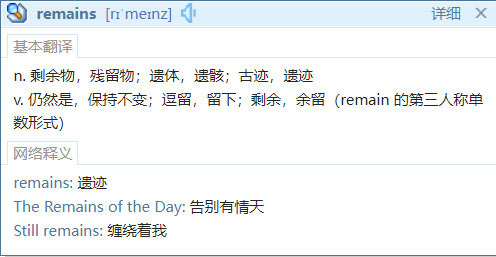 remains [rɪˈmeɪnz] 详细
基本翻译
n. 剩余物，残留物；遗体，遗骸；古迹，遗迹
v. 仍然是，保持不变；逗留，留下；剩余，余留（remain 的第三人称单
数形式）
网络释义
remains: 遗迹
The Remains of the Day: 告别有情天
Still remains: 缠绕着我